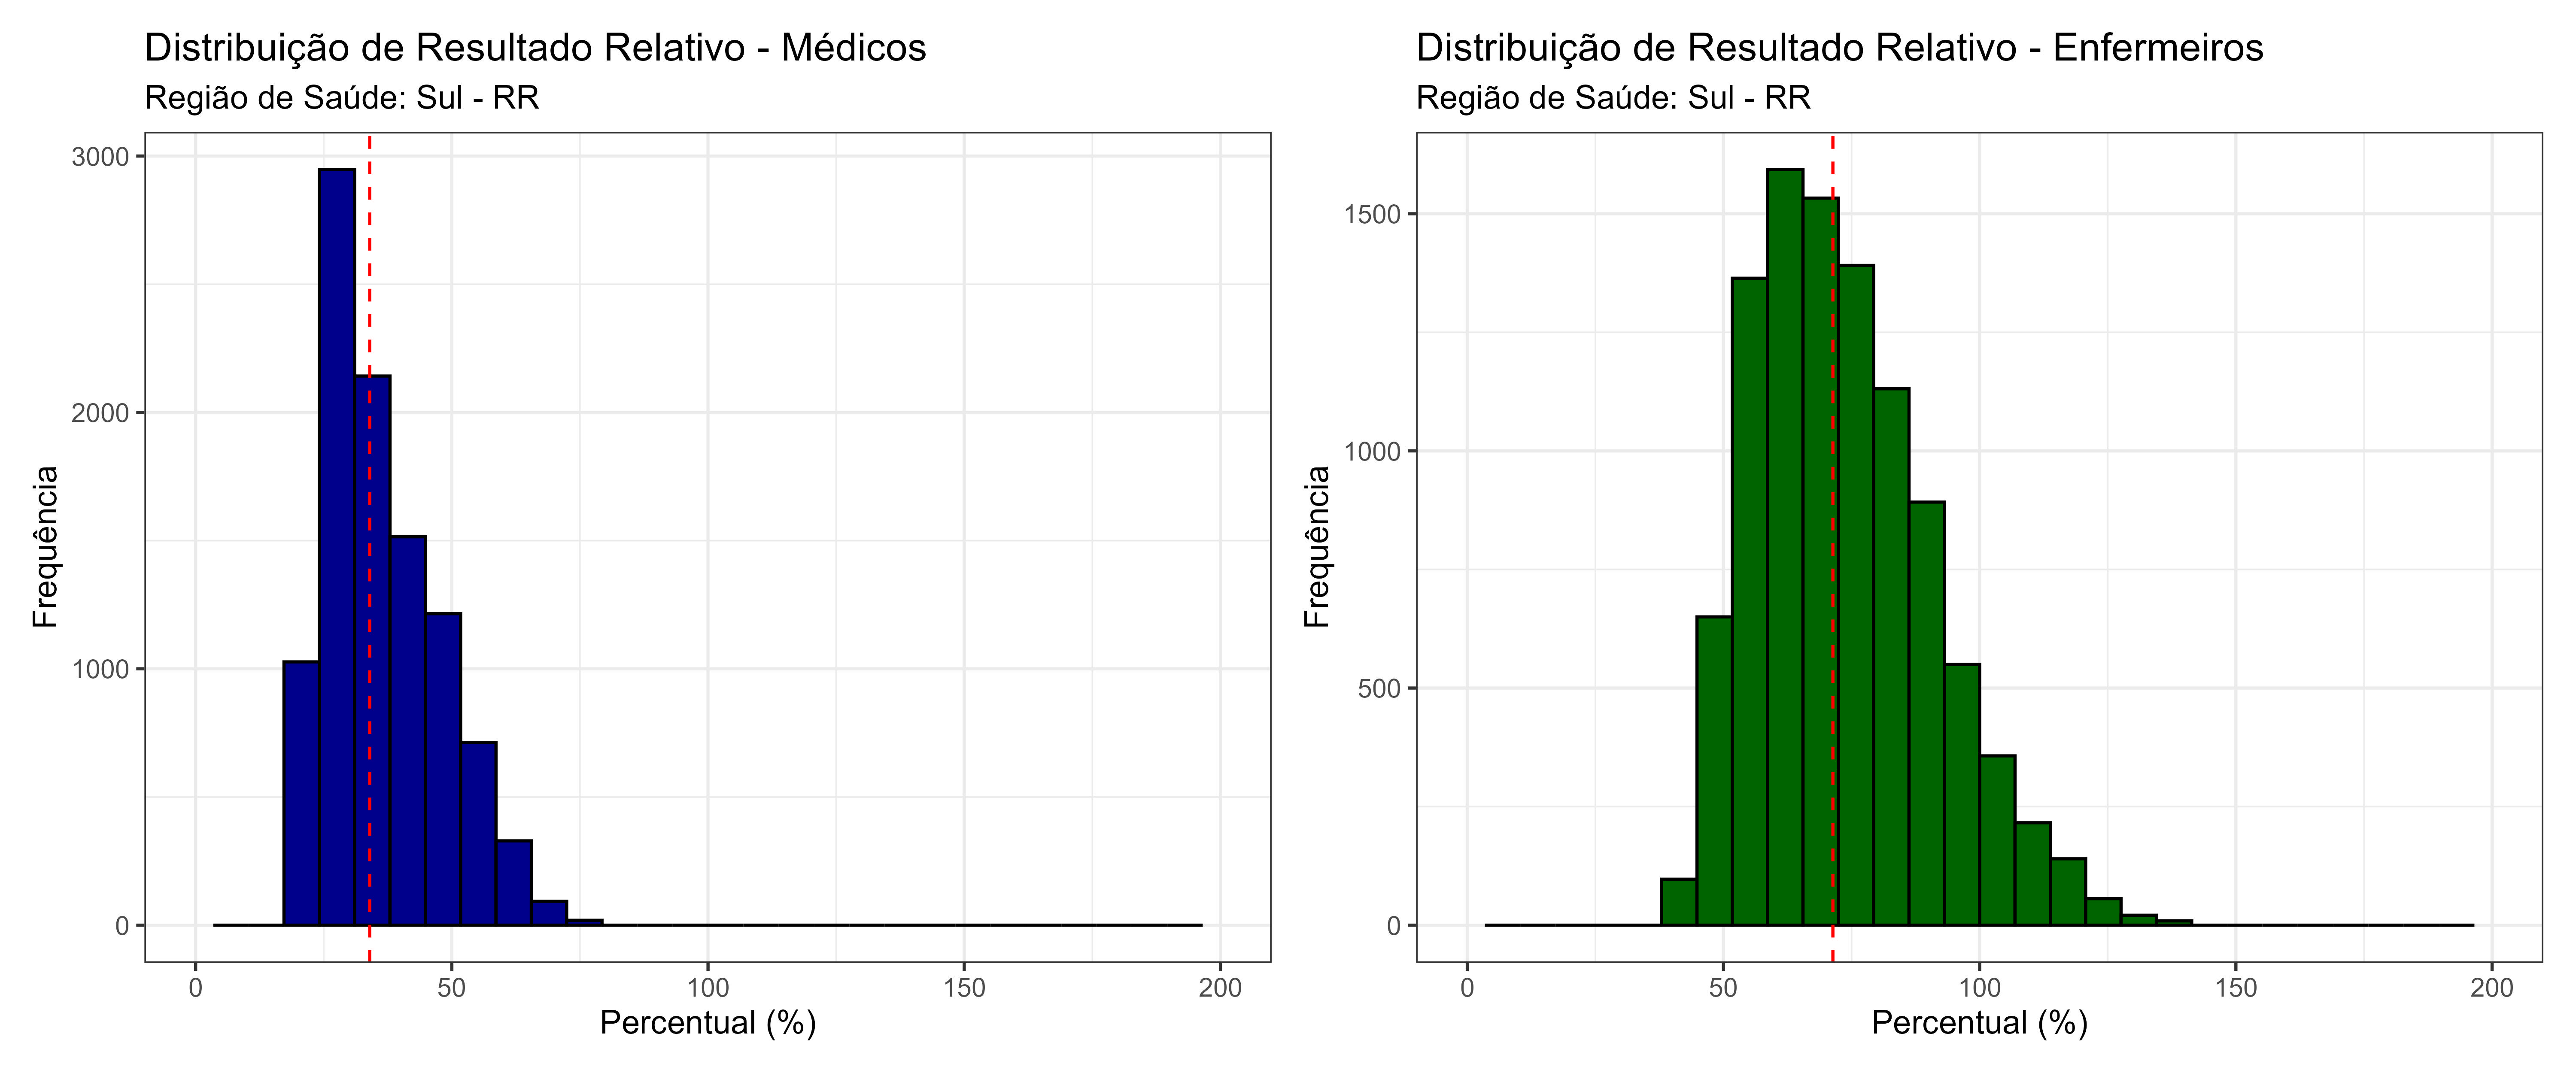 Distribuição de Resultado Relativo - Médicos
Região de Saúde: Sul - RR
3000
2000
1000
0
Frequência
0 50 100 150 200
Percentual (%)
Distribuição de Resultado Relativo - Enfermeiros
Região de Saúde: Sul - RR
1500
1000
500
0
Frequência
0 50 100 150 200
Percentual (%)